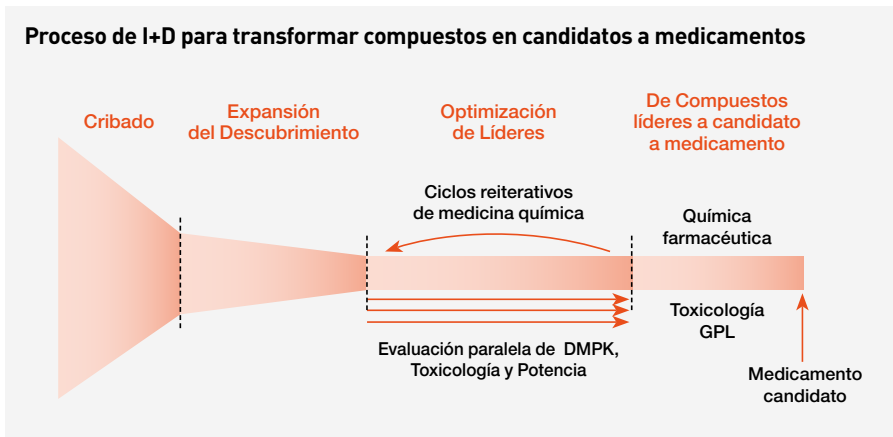 Proceso de I+D para transformar compuestos en candidatos a medicamentos
Cribado
Expansión
del Descubrimiento
Optimización
de Líderes
De Compuestos
líderes a candidato
a medicamento
Ciclos reiterativos
de medicina química
Química
farmacéutica
Evaluación paralela de DMPK,
Toxicología y Potencia
Toxicología
GPL
Medicamento
candidato